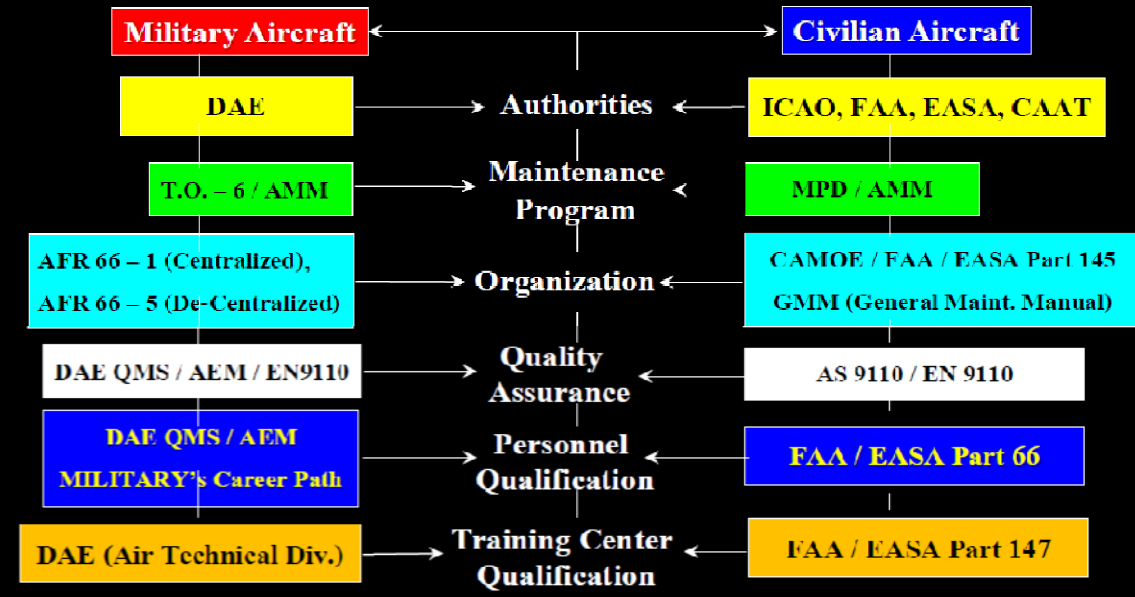 Military Aircraft
Civilian Aircraft
DAE
Authorities
ICAO, FAA, EASA, CAAT
T.O. – 6 / AMM
Maintenance
Program
MPD / AMM
AFR 66 – 1 (Centralized),
AFR 66 – 5 (De-Centralized)
Organization
CAMOE / FAA / EASA Part 145
GMM (General Maint. Manual)
DAE QMS / AEM / EN9110
Quality
Assurance
AS 9110 / EN 9110
DAE QMS / AEM
MILITARY’s Career Path
Personnel
Qualification
FAA / EASA Part 66
DAE (Air Technical Div.)
Training Center
Qualification
FAA / EASA Part 147